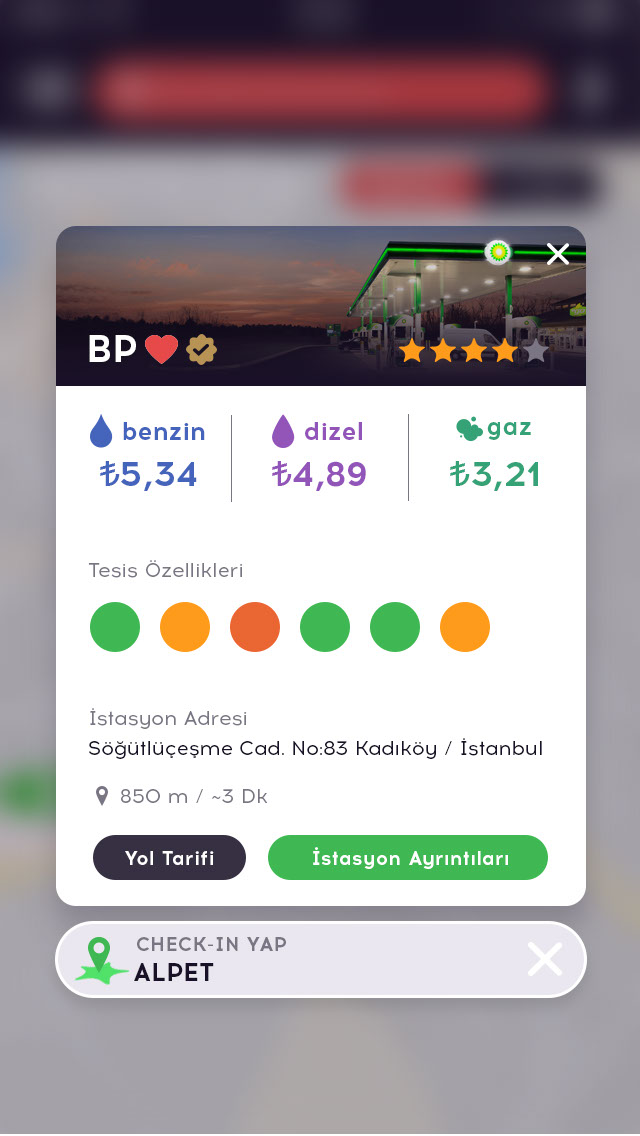 BP
benzin
dizel
gaz
₺5,34
₺4,89
₺3,21
Tesis Özellikleri
İstasyon Adresi
Söğütlüçeşme Cad. No:83 Kadıköy / İstanbul
850 m / ~3 Dk
Yol Tarifi
İstasyon Ayrıntıları
CHECK-IN YAP
ALPET